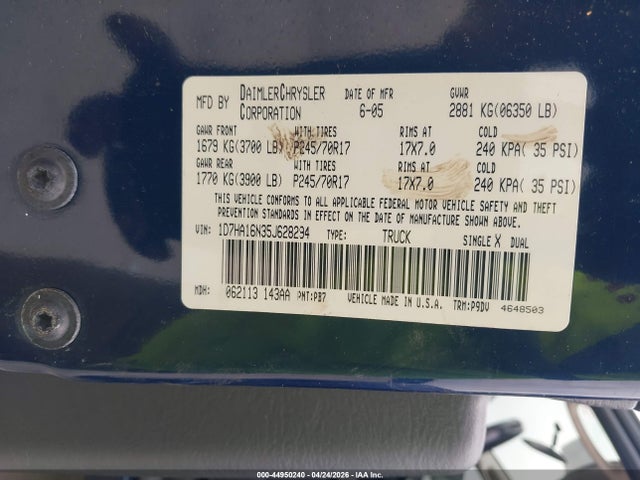 MFD BY DAIMLERCHRYSLER CORPORATION DATE OF MFR 6-05 GVWR 2881 KG(06350 LB)
GAWR FRONT WITH TIRES RIMS AT COLD
1679 KG(3700 LB) P245/70R17 17X7.0 240 KPA( 35 PSI)
GAWR REAR WITH TIRES RIMS AT COLD
1770 KG(3900 LB) P245/70R17 17X7.0 240 KPA( 35 PSI)
THIS VEHICLE CONFORMS TO ALL APPLICABLE FEDERAL MOTOR VEHICLE SAFETY AND THEFT
PREVENTION STANDARDS IN EFFECT ON THE DATE OF MANUFACTURE SHOWN ABOVE.
VIN: 1D7HA16N35J628294 TYPE: TRUCK SINGLE X DUAL
MDH: 062113 143AA PNT:PB7 VEHICLE MADE IN U.S.A. TRM:P9DV 4648503
000-44950240 - 04/24/2026 - IAA Inc.